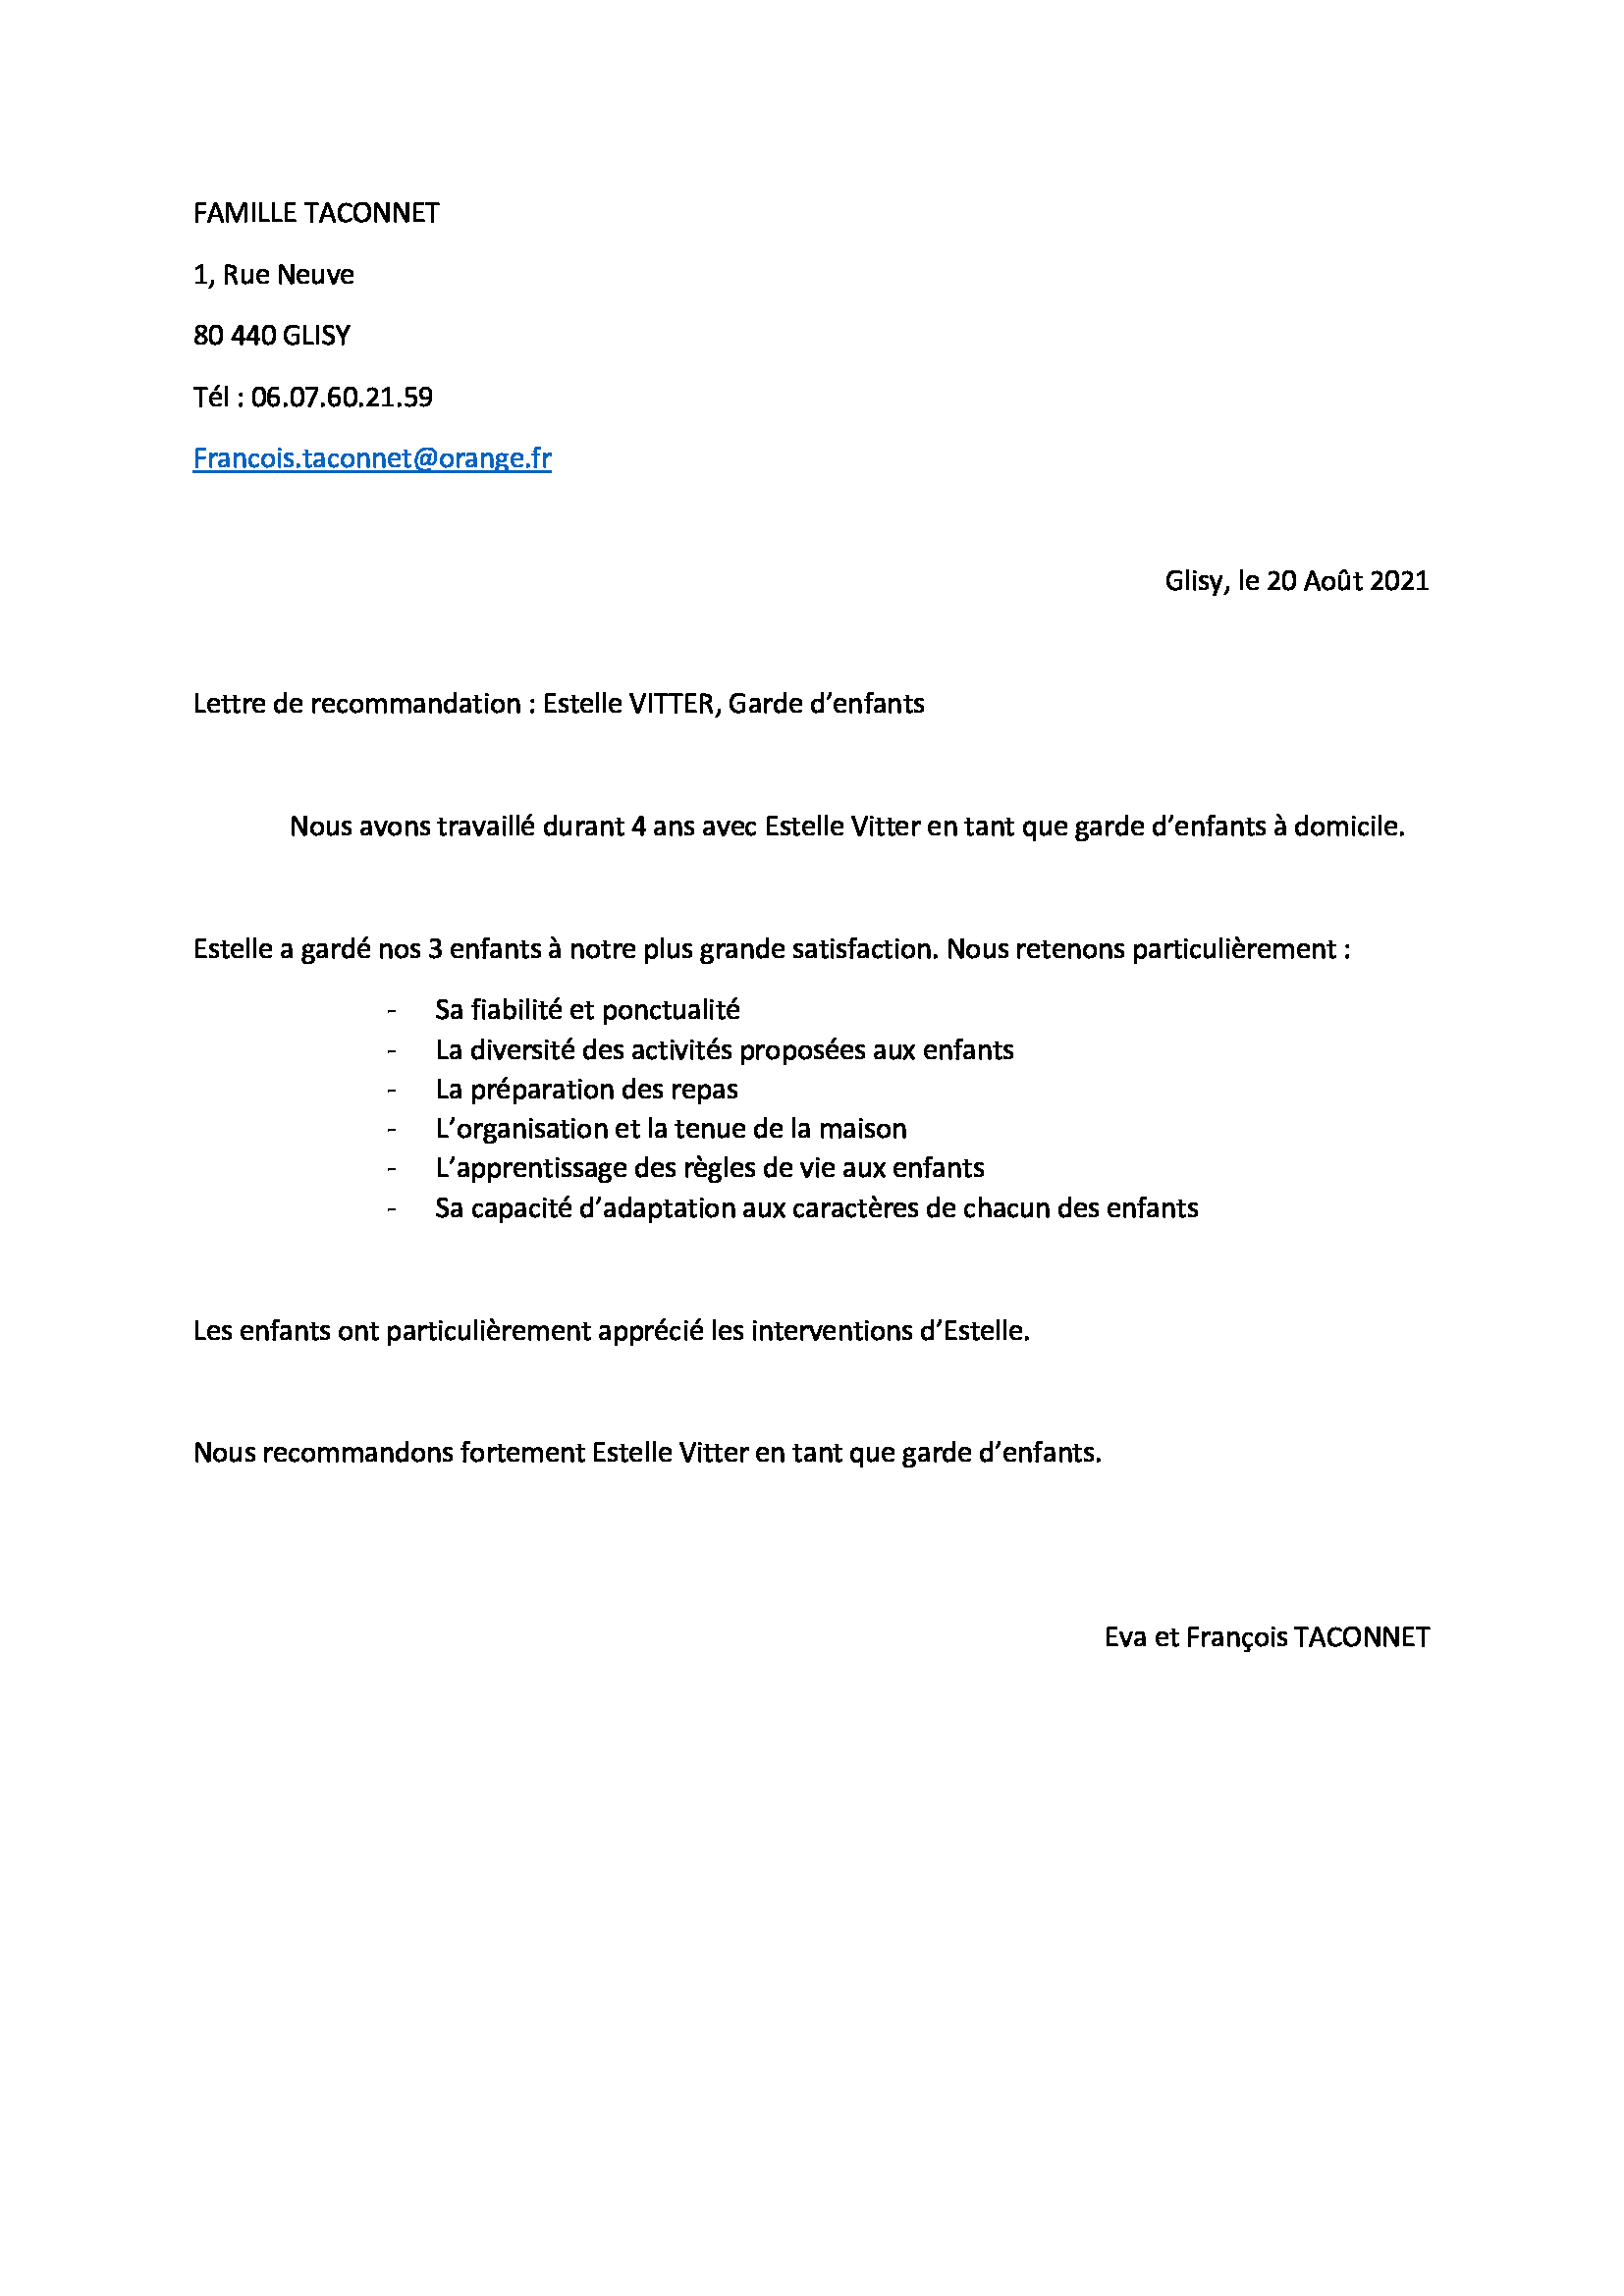 FAMILLE TACONNET
1, Rue Neuve
80 440 GLISY
Tél : 06.07.60.21.59
Francois.taconnet@orange.fr
Glisy, le 20 Août 2021
Lettre de recommandation : Estelle VITTER, Garde d’enfants
Nous avons travaillé durant 4 ans avec Estelle Vitter en tant que garde d’enfants à domicile.
Estelle a gardé nos 3 enfants à notre plus grande satisfaction. Nous retenons particulièrement :
- Sa fiabilité et ponctualité
- La diversité des activités proposées aux enfants
- La préparation des repas
- L’organisation et la tenue de la maison
- L’apprentissage des règles de vie aux enfants
- Sa capacité d’adaptation aux caractères de chacun des enfants
Les enfants ont particulièrement apprécié les interventions d’Estelle.
Nous recommandons fortement Estelle Vitter en tant que garde d’enfants.
Eva et François TACONNET